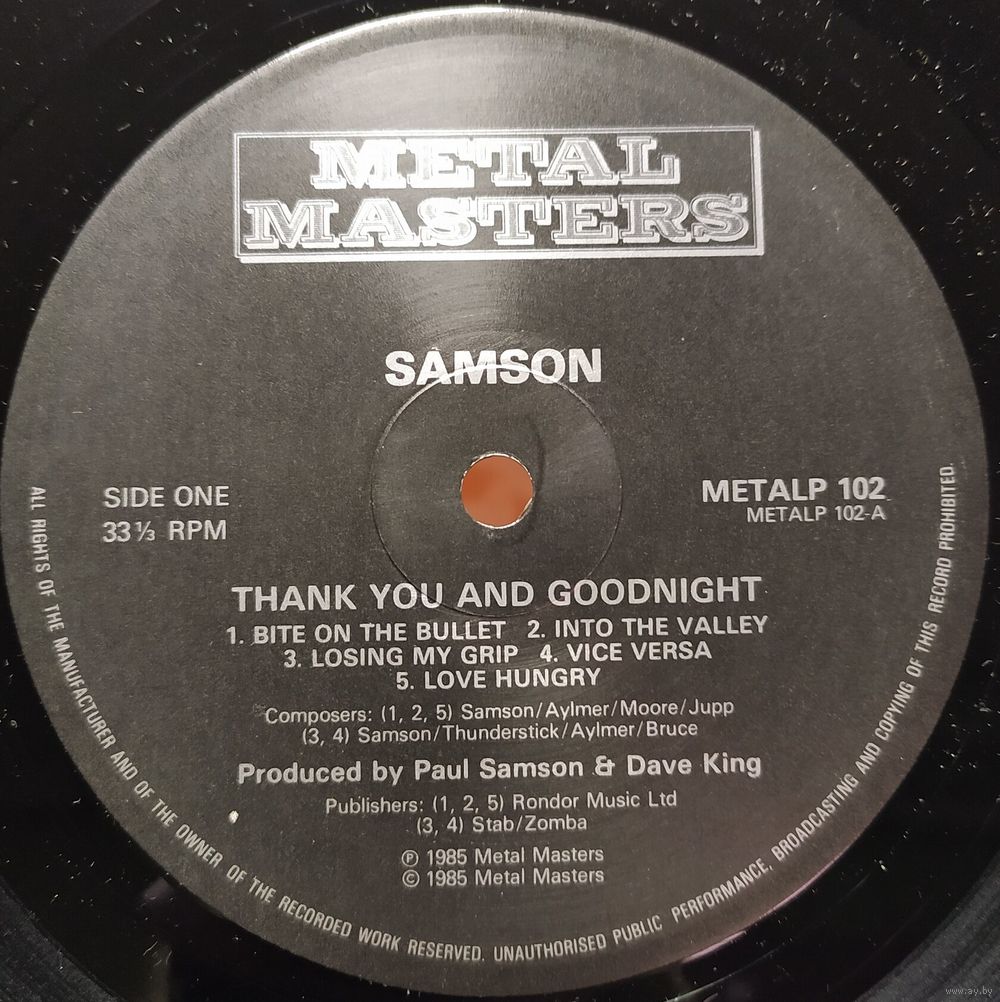 METAL
MASTERS
SAMSON
SIDE ONE
33⅓ RPM
METALP 102
METALP 102-A
THANK YOU AND GOODNIGHT
1. BITE ON THE BULLET 2. INTO THE VALLEY
3. LOSING MY GRIP 4. VICE VERSA
5. LOVE HUNGRY
Composers: (1, 2, 5) Samson/Aylmer/Moore/Jupp
(3, 4) Samson/Thunderstick/Aylmer/Bruce
Produced by Paul Samson & Dave King
Publishers: (1, 2, 5) Rondor Music Ltd
(3, 4) Stab/Zomba
℗ 1985 Metal Masters
© 1985 Metal Masters
ALL RIGHTS OF THE MANUFACTURER AND OF THE OWNER OF THE RECORDED WORK RESERVED. UNAUTHORISED PUBLIC PERFORMANCE, BROADCASTING AND COPYING OF THIS RECORD PROHIBITED.
www.ay.by